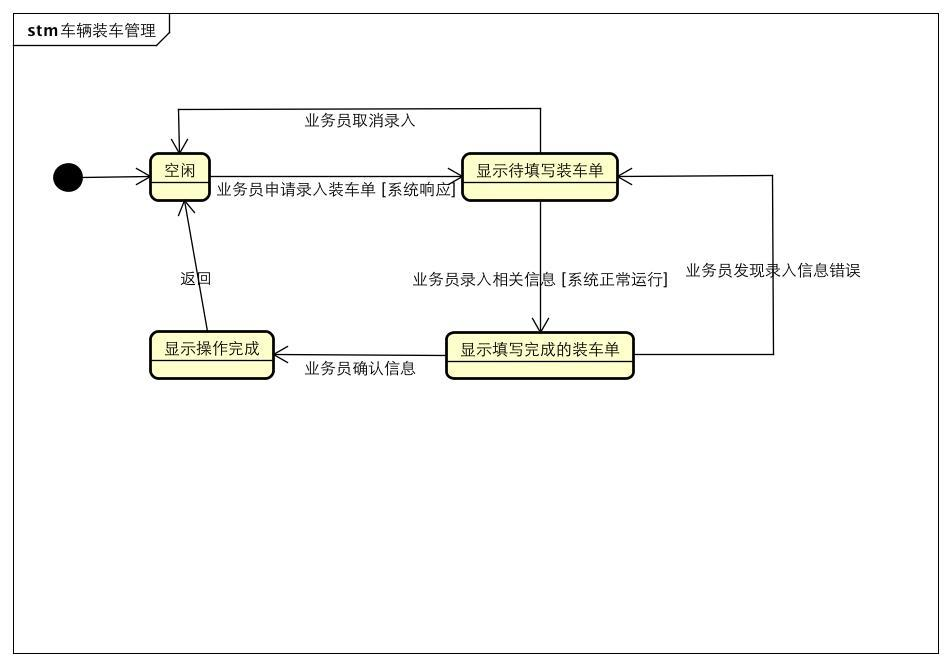 stm 车辆装车管理
业务员取消录入
空闲
显示待填写装车单
业务员申请录入装车单 [系统响应]
业务员发现录入信息错误
返回
业务员录入相关信息 [系统正常运行]
显示操作完成
显示填写完成的装车单
业务员确认信息